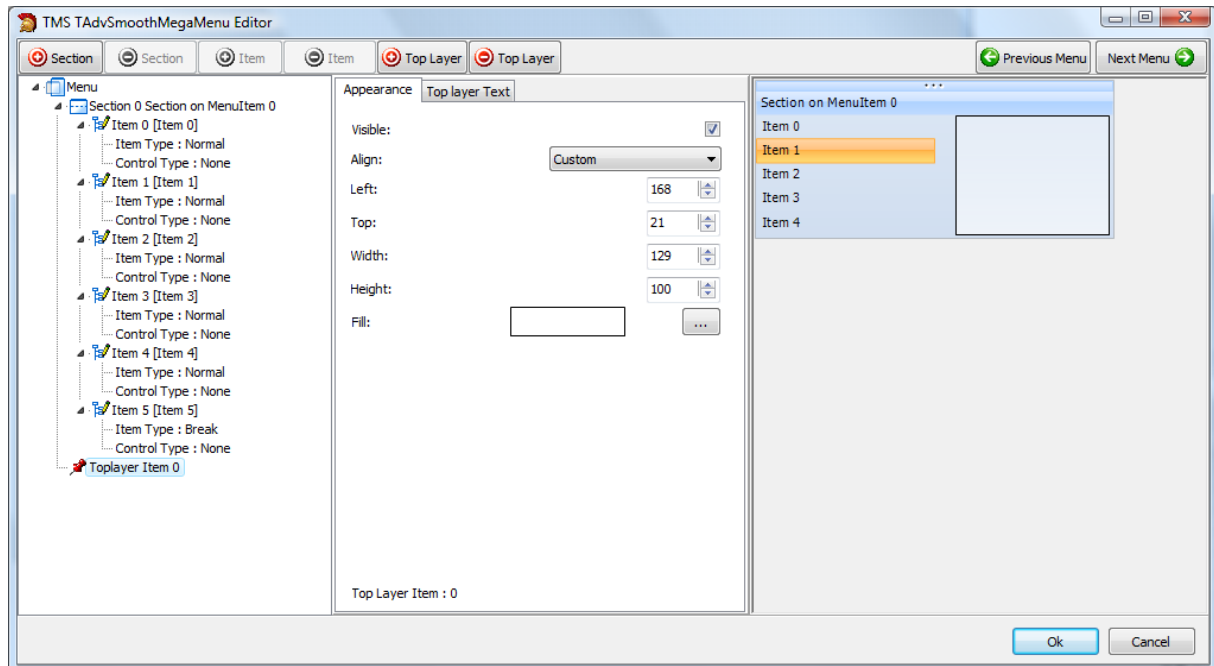 TMS TAdvSmoothMegaMenu Editor
Section
Section
Item
Item
Top Layer
Top Layer
Previous Menu
Next Menu
Menu
Section 0 Section on MenuItem 0
Item 0 [Item 0]
Item Type : Normal
Control Type : None
Item 1 [Item 1]
Item Type : Normal
Control Type : None
Item 2 [Item 2]
Item Type : Normal
Control Type : None
Item 3 [Item 3]
Item Type : Normal
Control Type : None
Item 4 [Item 4]
Item Type : Normal
Control Type : None
Item 5 [Item 5]
Item Type : Break
Control Type : None
Toplayer Item 0
Appearance
Top layer Text
Visible:
Align: Custom
Left: 168
Top: 21
Width: 129
Height: 100
Fill: ...
Top Layer Item : 0
Section on MenuItem 0
Item 0
Item 1
Item 2
Item 3
Item 4
Ok
Cancel